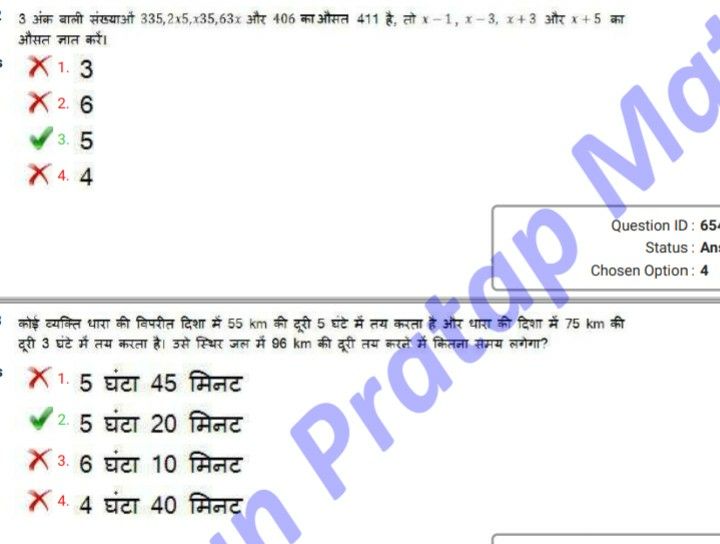 3 अंक वाली संख्याओं 335,2x5,x35,63x और 406 का औसत 411 है, तो x − 1, x − 3, x + 3 और x + 5 का
औसत ज्ञात करें।
1. 3
2. 6
3. 5
4. 4
Question ID : 654
Status : Ans
Chosen Option : 4
कोई व्यक्ति धारा की विपरीत दिशा में 55 km की दूरी 5 घंटे में तय करता है और धारा की दिशा में 75 km की
दूरी 3 घंटे में तय करता है। उसे स्थिर जल में 96 km की दूरी तय करने में कितना समय लगेगा?
1. 5 घंटा 45 मिनट
2. 5 घंटा 20 मिनट
3. 6 घंटा 10 मिनट
4. 4 घंटा 40 मिनट
Pratap